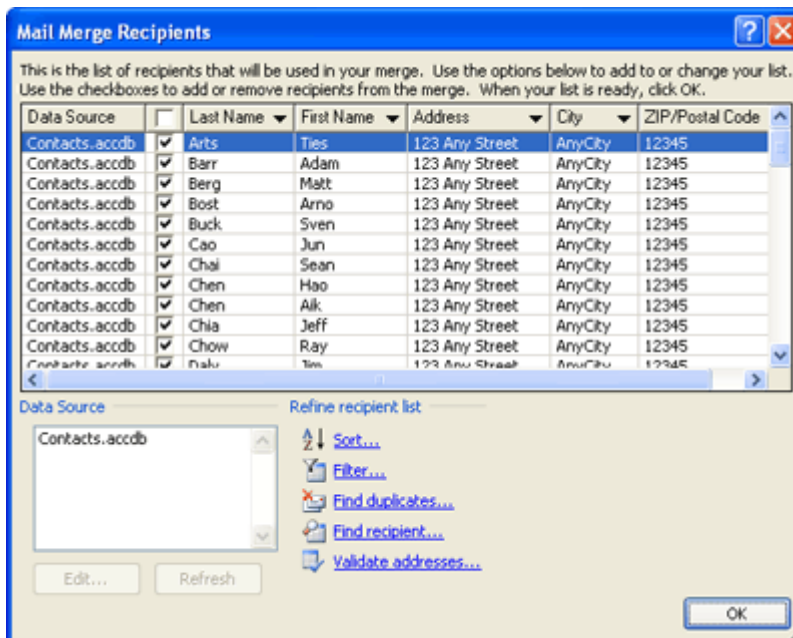 Mail Merge Recipients
This is the list of recipients that will be used in your merge. Use the options below to add to or change your list.
Use the checkboxes to add or remove recipients from the merge. When your list is ready, click OK.
Data Source Last Name First Name Address City ZIP/Postal Code
Contacts.accdb Arts Ties 123 Any Street AnyCity 12345
Contacts.accdb Barr Adam 123 Any Street AnyCity 12345
Contacts.accdb Berg Matt 123 Any Street AnyCity 12345
Contacts.accdb Bost Arno 123 Any Street AnyCity 12345
Contacts.accdb Buck Sven 123 Any Street AnyCity 12345
Contacts.accdb Cao Jun 123 Any Street AnyCity 12345
Contacts.accdb Chai Sean 123 Any Street AnyCity 12345
Contacts.accdb Chen Hao 123 Any Street AnyCity 12345
Contacts.accdb Chen Aik 123 Any Street AnyCity 12345
Contacts.accdb Chia Jeff 123 Any Street AnyCity 12345
Contacts.accdb Chow Ray 123 Any Street AnyCity 12345
Contacts.accdb Daly Jim 123 Any Street AnyCity 12345
Data Source Refine recipient list
Contacts.accdb
Sort...
Filter...
Find duplicates...
Find recipient...
Validate addresses...
Edit... Refresh
OK